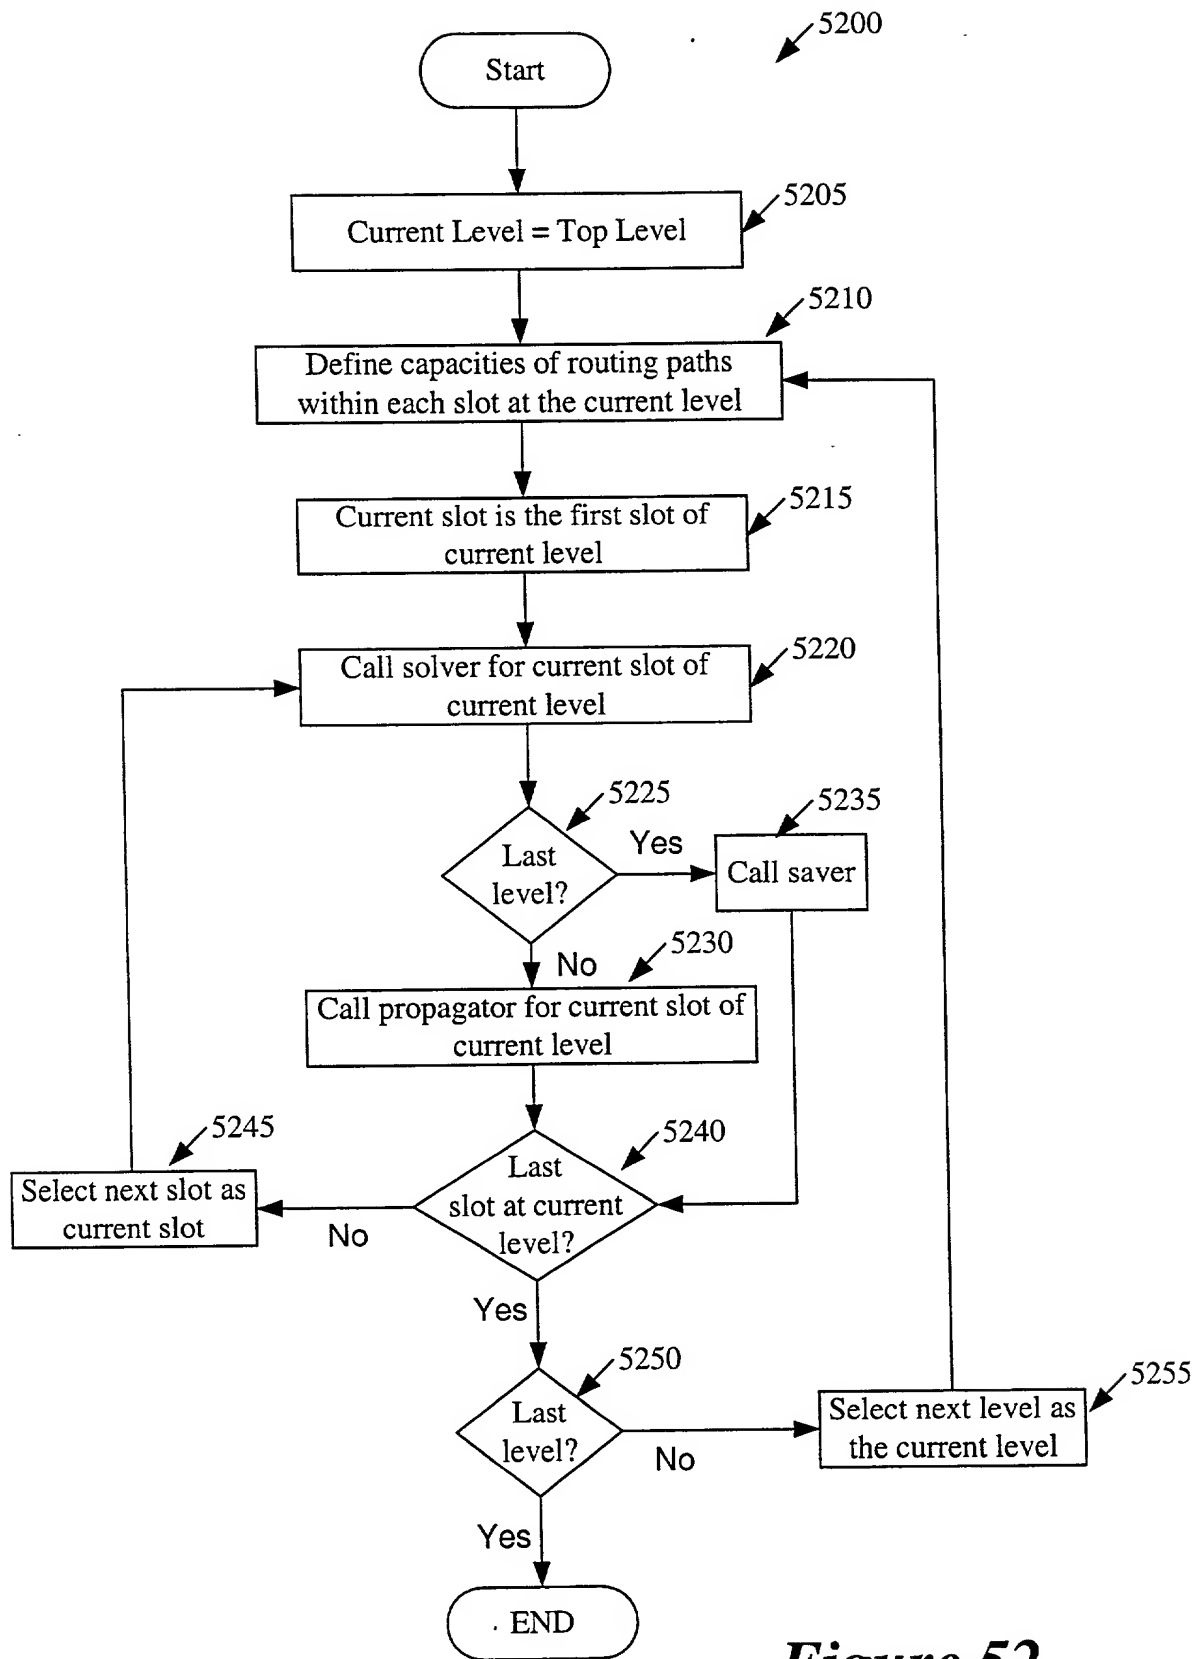 5200
Start
5205
Current Level = Top Level
5210
Define capacities of routing paths
within each slot at the current level
5215
Current slot is the first slot of
current level
5220
Call solver for current slot of
current level
5225
5235
Last
level?
Yes
Call saver
5230
No
Call propagator for current slot of
current level
5245
5240
Select next slot as
current slot
No
Last
slot at current
level?
Yes
5250
5255
Last
level?
No
Select next level as
the current level
Yes
END
Figure 52